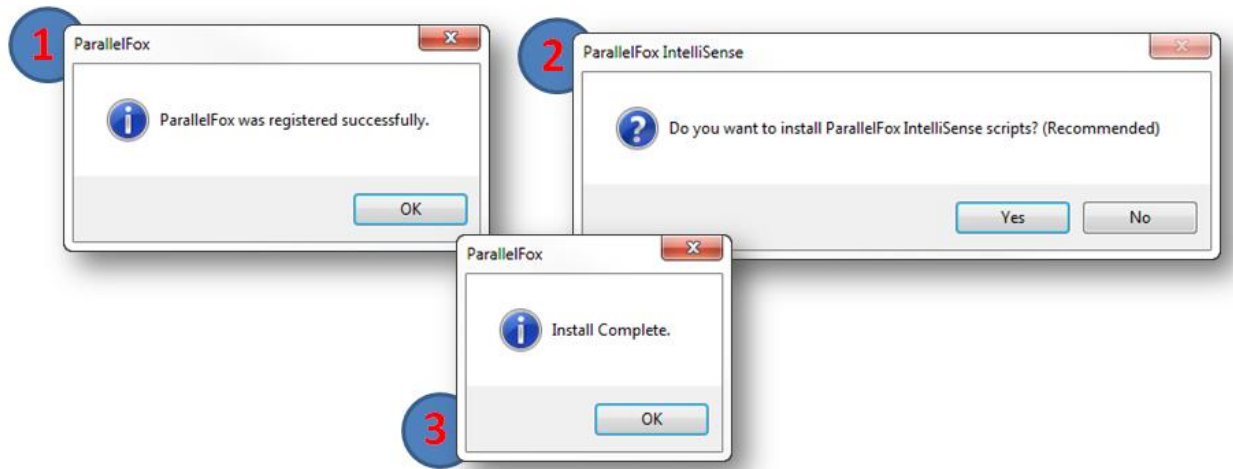 1
ParallelFox
ParallelFox was registered successfully.
OK
2
ParallelFox IntelliSense
Do you want to install ParallelFox IntelliSense scripts? (Recommended)
Yes
No
3
ParallelFox
Install Complete.
OK